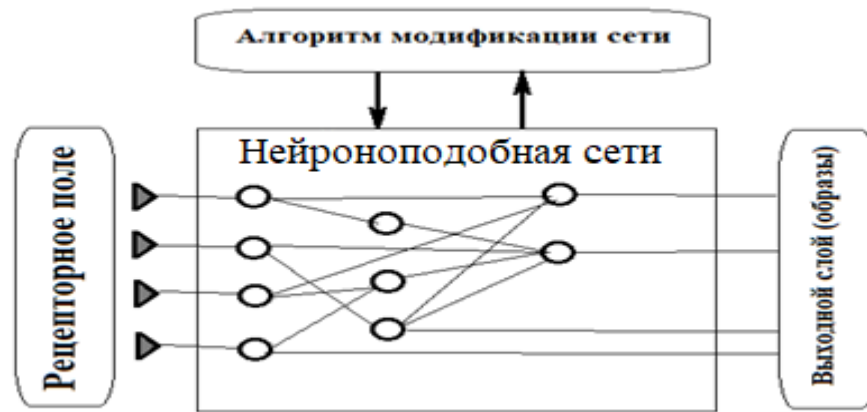 Алгоритм модификации сети
Нейроноподобная сети
Рецепторное поле
Выходной слой (образы)